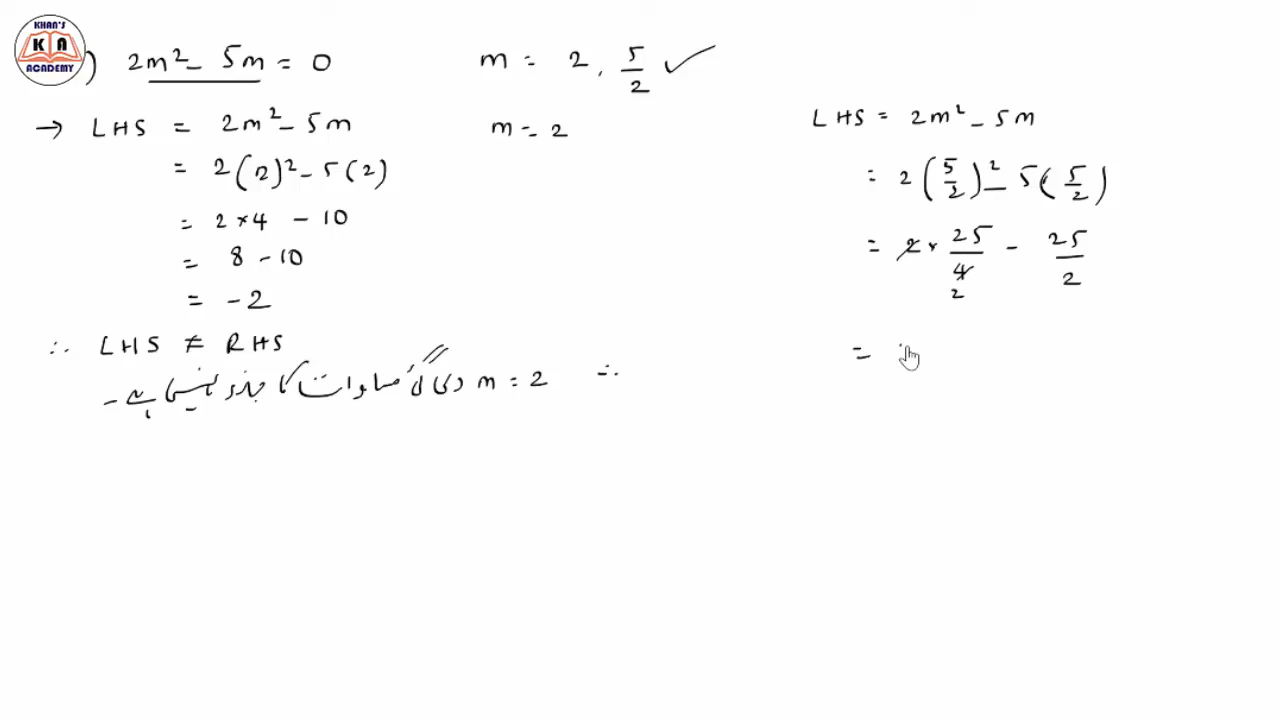 KHAN'S
K A
ACADEMY
) 2m² - 5m = 0    m = 2, 5/2 ✓
→ LHS = 2m² - 5m    m = 2
= 2(2)² - 5(2)
= 2 × 4 - 10
= 8 - 10
= -2
∴ LHS ≠ RHS
∴ m = 2 دی گئی مساوات کا جذر نہیں ہے -
LHS = 2m² - 5m
= 2(5/2)² - 5(5/2)
= 2 × 25/4 - 25/2
2
=